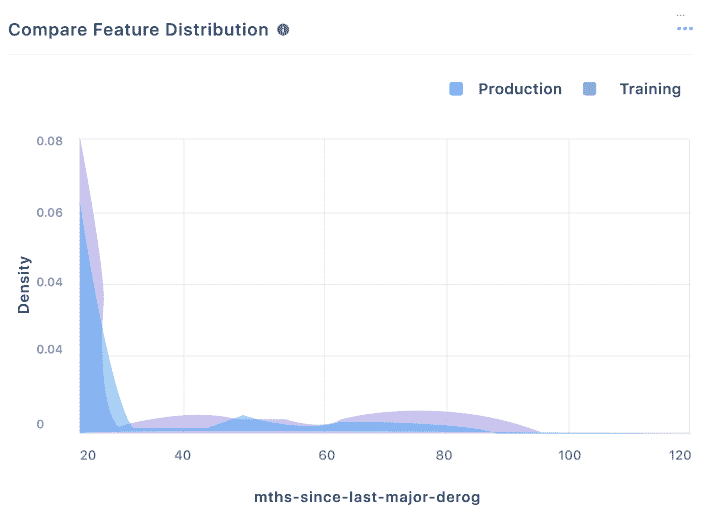 ...
Compare Feature Distribution
Production Training
0.08
0.06
0.04
0.04
0
Density
20 40 60 80 100 120
mths-since-last-major-derog